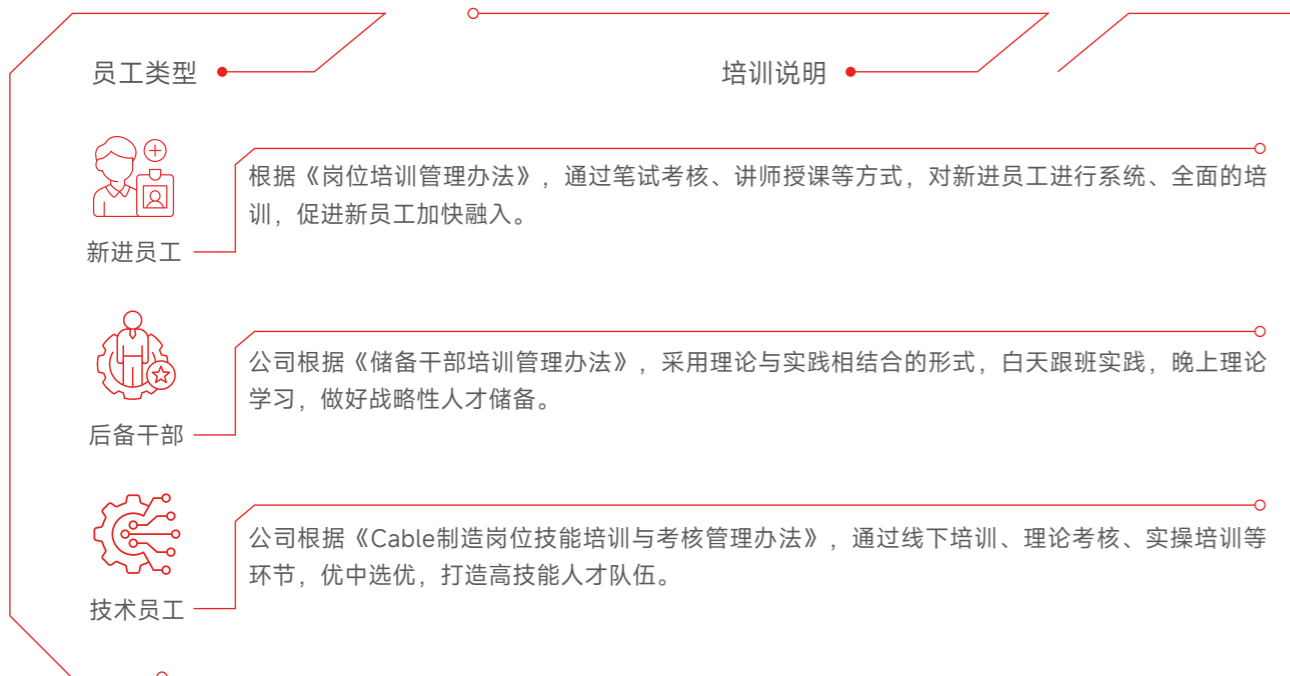 员工类型
培训说明
根据《岗位培训管理办法》，通过笔试考核、讲师授课等方式，对新进员工进行系统、全面的培
训，促进新员工加快融入。
新进员工
公司根据《储备干部培训管理办法》，采用理论与实践相结合的形式，白天跟班实践，晚上理论
学习，做好战略性人才储备。
后备干部
公司根据《Cable制造岗位技能培训与考核管理办法》，通过线下培训、理论考核、实操培训等
环节，优中选优，打造高技能人才队伍。
技术员工